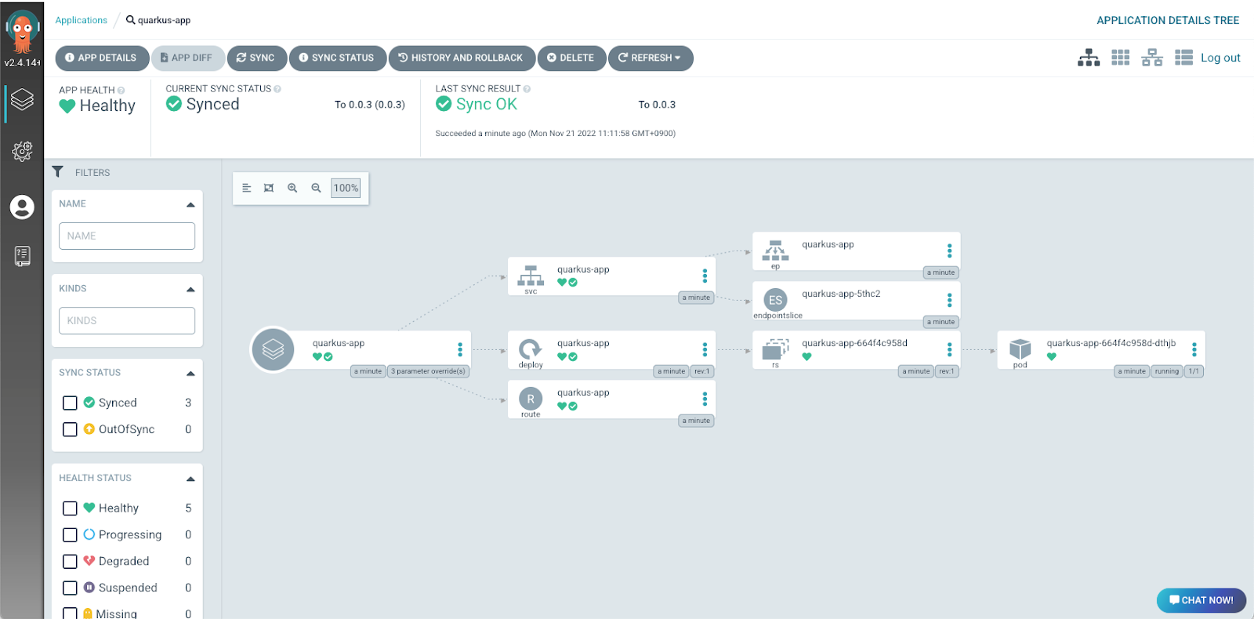 Applications / quarkus-app
APPLICATION DETAILS TREE
v2.4.14+
APP DETAILS
APP DIFF
SYNC
SYNC STATUS
HISTORY AND ROLLBACK
DELETE
REFRESH
Log out
APP HEALTH
Healthy
CURRENT SYNC STATUS
Synced
To 0.0.3 (0.0.3)
LAST SYNC RESULT
Sync OK
To 0.0.3
Succeeded a minute ago (Mon Nov 21 2022 11:11:58 GMT+0900)
FILTERS
NAME
NAME
KINDS
KINDS
SYNC STATUS
Synced 3
OutOfSync 0
HEALTH STATUS
Healthy 5
Progressing 0
Degraded 0
Suspended 0
Missing 0
100%
quarkus-app
a minute
3 parameter override(s)
svc
quarkus-app
a minute
deploy
quarkus-app
a minute
rev:1
R
route
quarkus-app
a minute
ep
quarkus-app
a minute
ES
endpointslice
quarkus-app-5thc2
a minute
rs
quarkus-app-664f4c958d
a minute
rev:1
pod
quarkus-app-664f4c958d-dthjb
a minute
running
1/1
CHAT NOW!